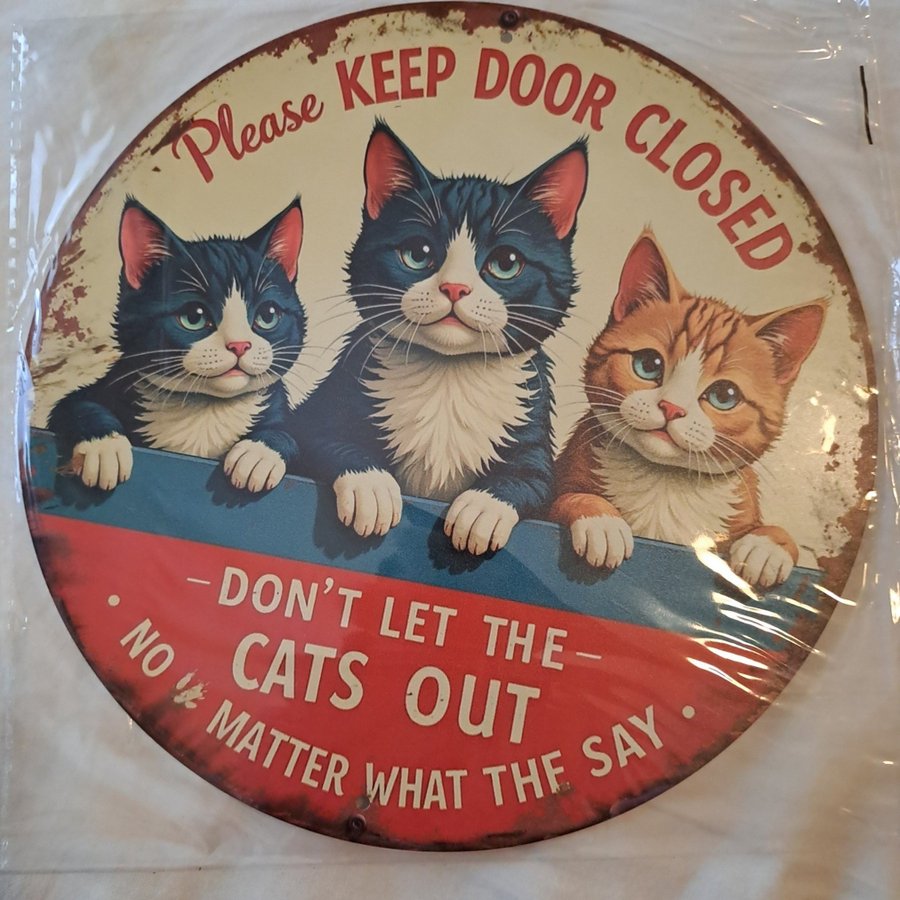 Please KEEP DOOR CLOSED
– DON'T LET THE –
CATS OUT
• NO MATTER WHAT THE SAY •